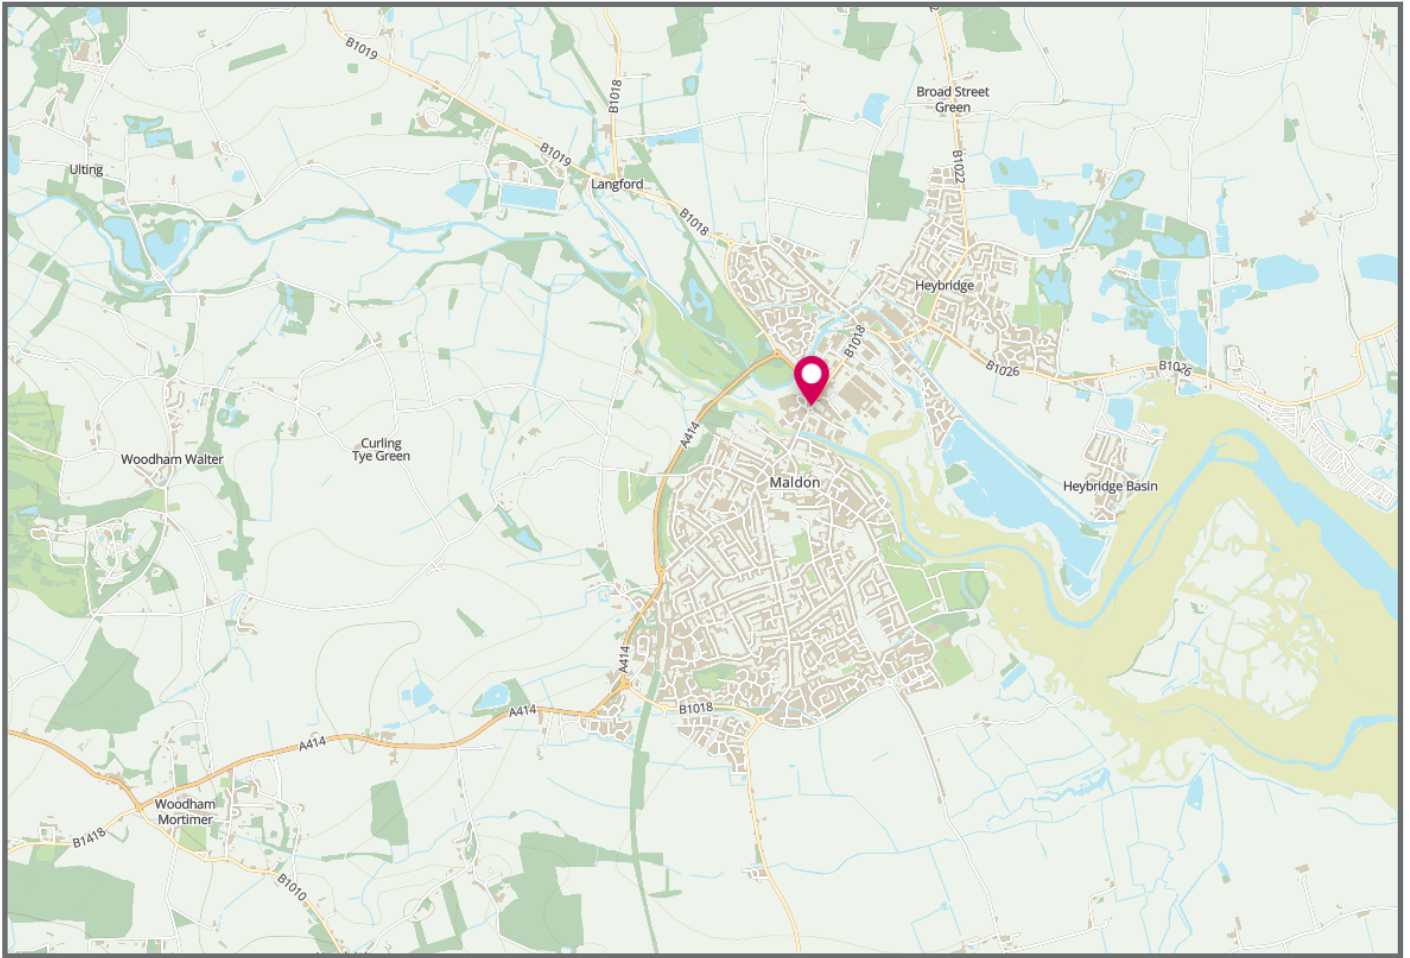 B1019
B1018
Broad Street
Green
B1019
B1022
Ulting
Langford
B1018
Heybridge
B1018
B1026
B1026
A414
Curling
Tye Green
Woodham Walter
Maldon
Heybridge Basin
A414
B1018
A414
A414
Woodham
Mortimer
B1418
B1010